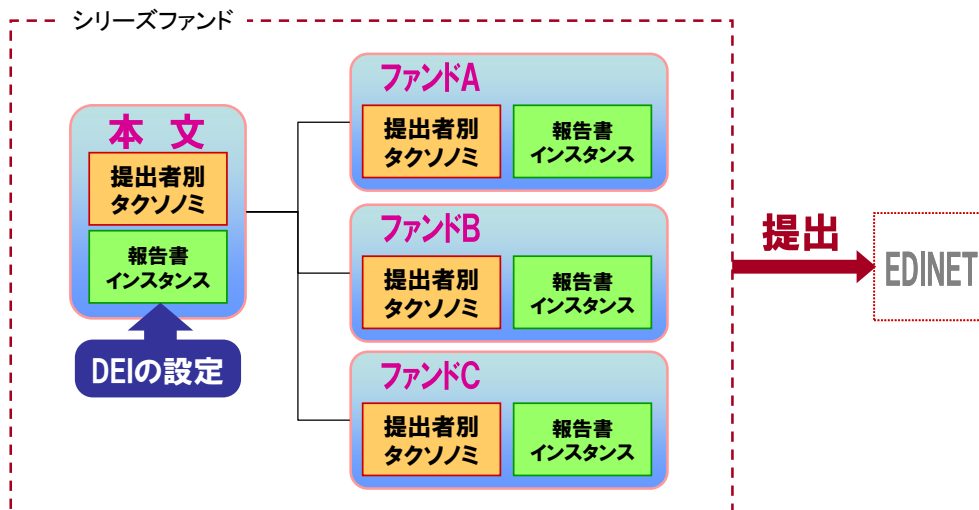 シリーズファンド
本 文
提出者別
タクソノミ
報告書
インスタンス
DEIの設定
ファンドA
提出者別
タクソノミ
報告書
インスタンス
ファンドB
提出者別
タクソノミ
報告書
インスタンス
ファンドC
提出者別
タクソノミ
報告書
インスタンス
提出
EDINET